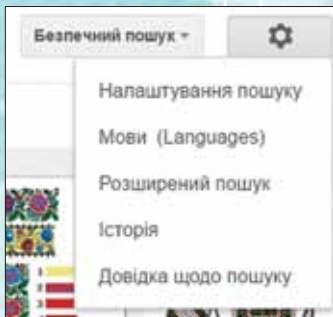 Безпечний пошук
Налаштування пошуку
Мови (Languages)
Розширений пошук
Історія
Довідка щодо пошуку